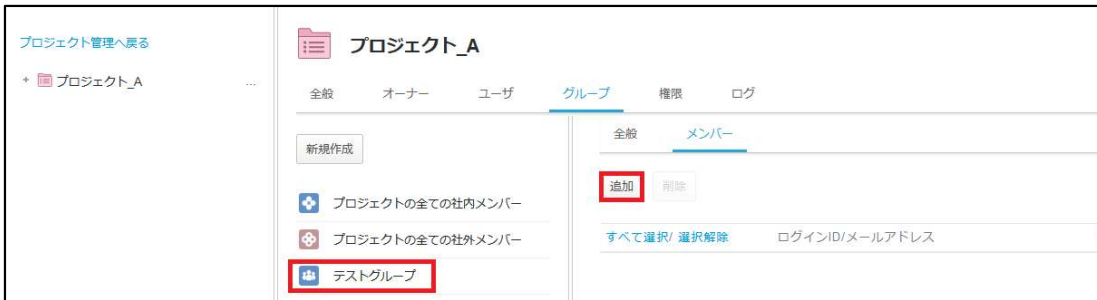 プロジェクト管理へ戻る
+ プロジェクト_A ...
プロジェクト_A
全般 オーナー ユーザ グループ 権限 ログ
新規作成
プロジェクトの全ての社内メンバー
プロジェクトの全ての社外メンバー
テストグループ
全般 メンバー
追加 削除
すべて選択/ 選択解除 ログインID/メールアドレス